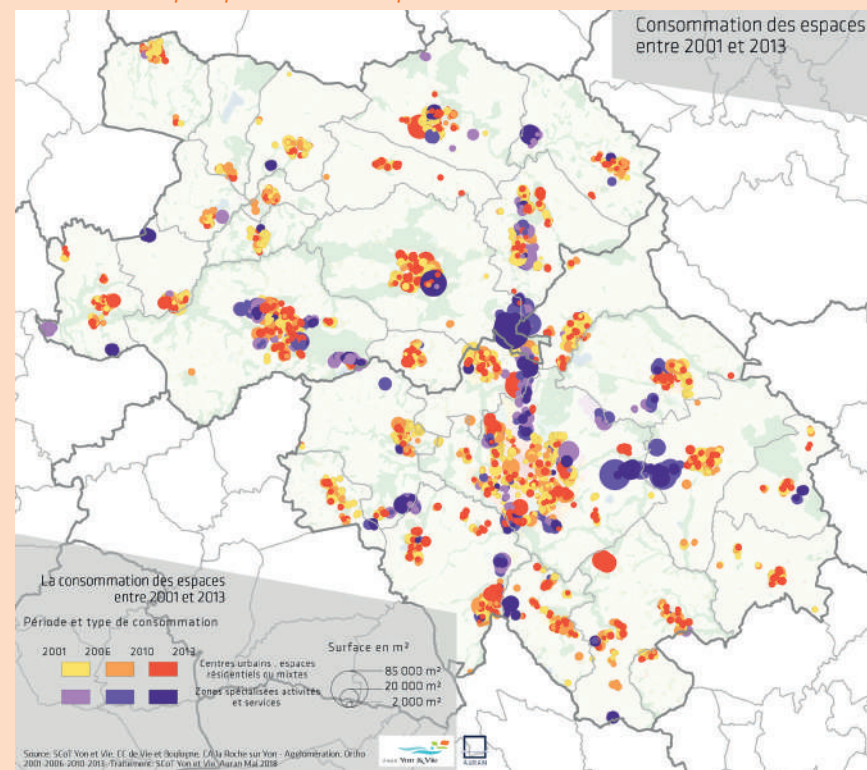 Consommation des espaces
entre 2001 et 2013
La consommation des espaces
entre 2001 et 2013
Période et type de consommation
2001 2006 2010 2013
Centres urbains, espaces
résidentiels ou mixtes
Zones spécialisées activités
et services
Surface en m²
85 000 m²
20 000 m²
2 000 m²
Source: SCoT Yon et Vie, CC de Vie et Boulogne, CA la Roche sur Yon - Agglomération, Ortho
2001-2006-2010-2013- Traitement: SCoT Yon et Vie, Auran Mai 2018
Yon & Vie
AURAN